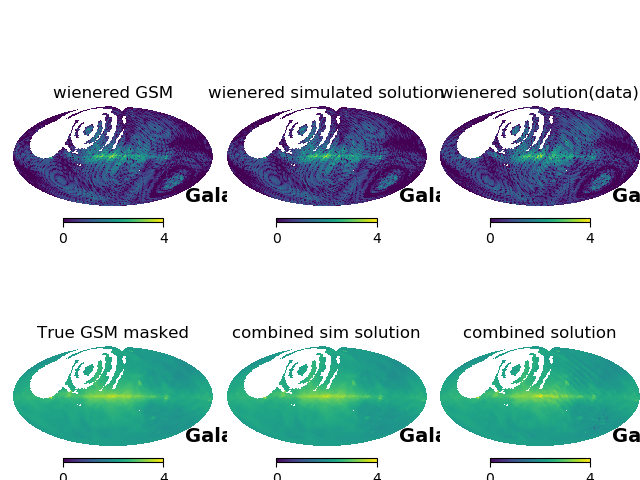 wienered GSM
wienered simulated solution
wienered solution(data)
Gala
Gala
Ga
0 4
0 4
0 4
True GSM masked
combined sim solution
combined solution
Gala
Gala
Ga
0 4
0 4
0 4